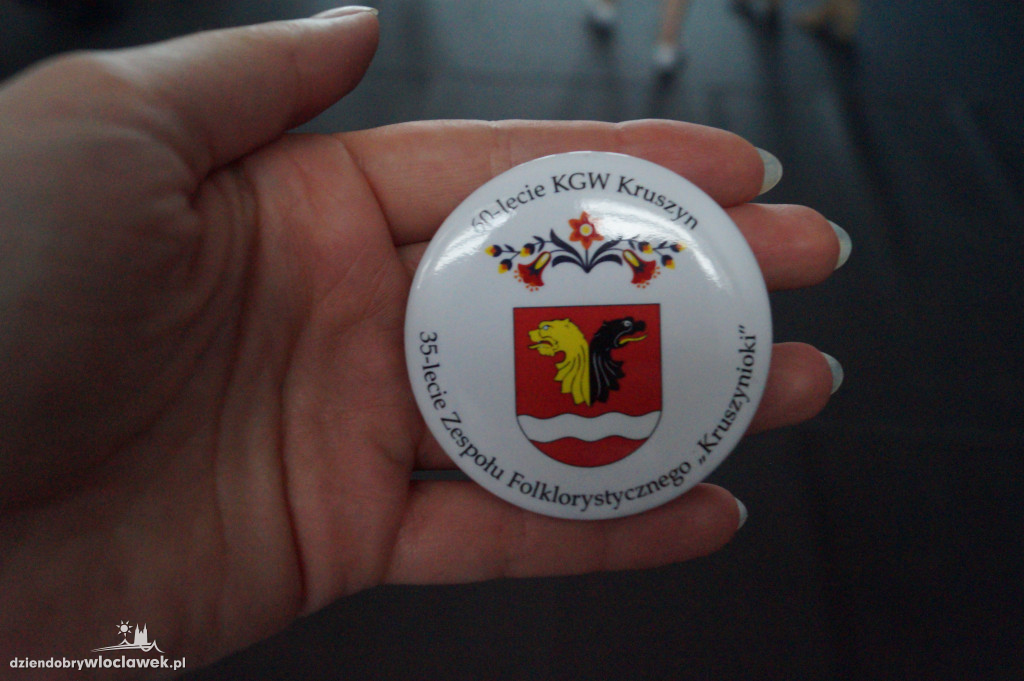 60-lecie KGW Kruszyn
35-lecie Zespołu Folklorystycznego „Kruszynioki”
dziendobrywloclawek.pl